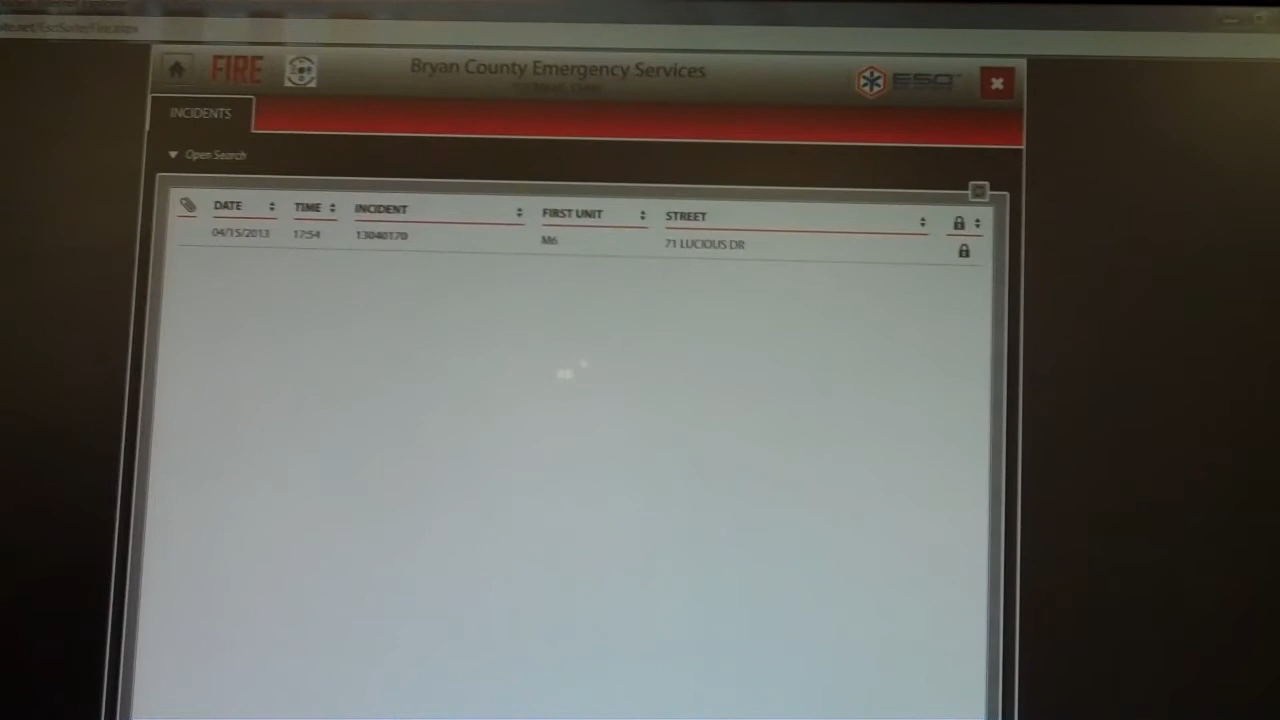 FIRE
Bryan County Emergency Services
ESO
INCIDENTS
Open Search
DATE TIME INCIDENT FIRST UNIT STREET
04/15/2013 17:54 13040170 M6 71 LUCIOUS DR